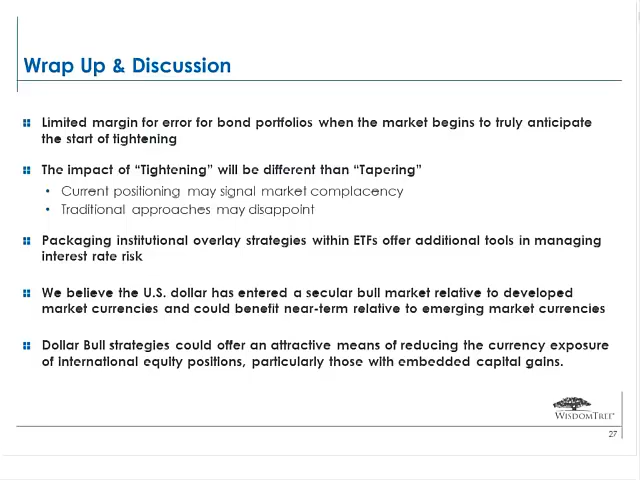 Wrap Up & Discussion
Limited margin for error for bond portfolios when the market begins to truly anticipate
the start of tightening
The impact of “Tightening” will be different than “Tapering”
• Current positioning may signal market complacency
• Traditional approaches may disappoint
Packaging institutional overlay strategies within ETFs offer additional tools in managing
interest rate risk
We believe the U.S. dollar has entered a secular bull market relative to developed
market currencies and could benefit near-term relative to emerging market currencies
Dollar Bull strategies could offer an attractive means of reducing the currency exposure
of international equity positions, particularly those with embedded capital gains.
WISDOMTREE
27